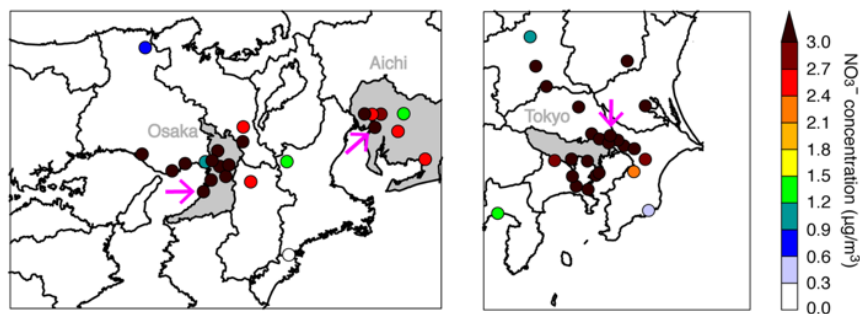 Aichi
Osaka
Tokyo
3.0
2.7
2.4
2.1
1.8
1.5
1.2
0.9
0.6
0.3
0.0
NO₃⁻ concentration (μg/m³)